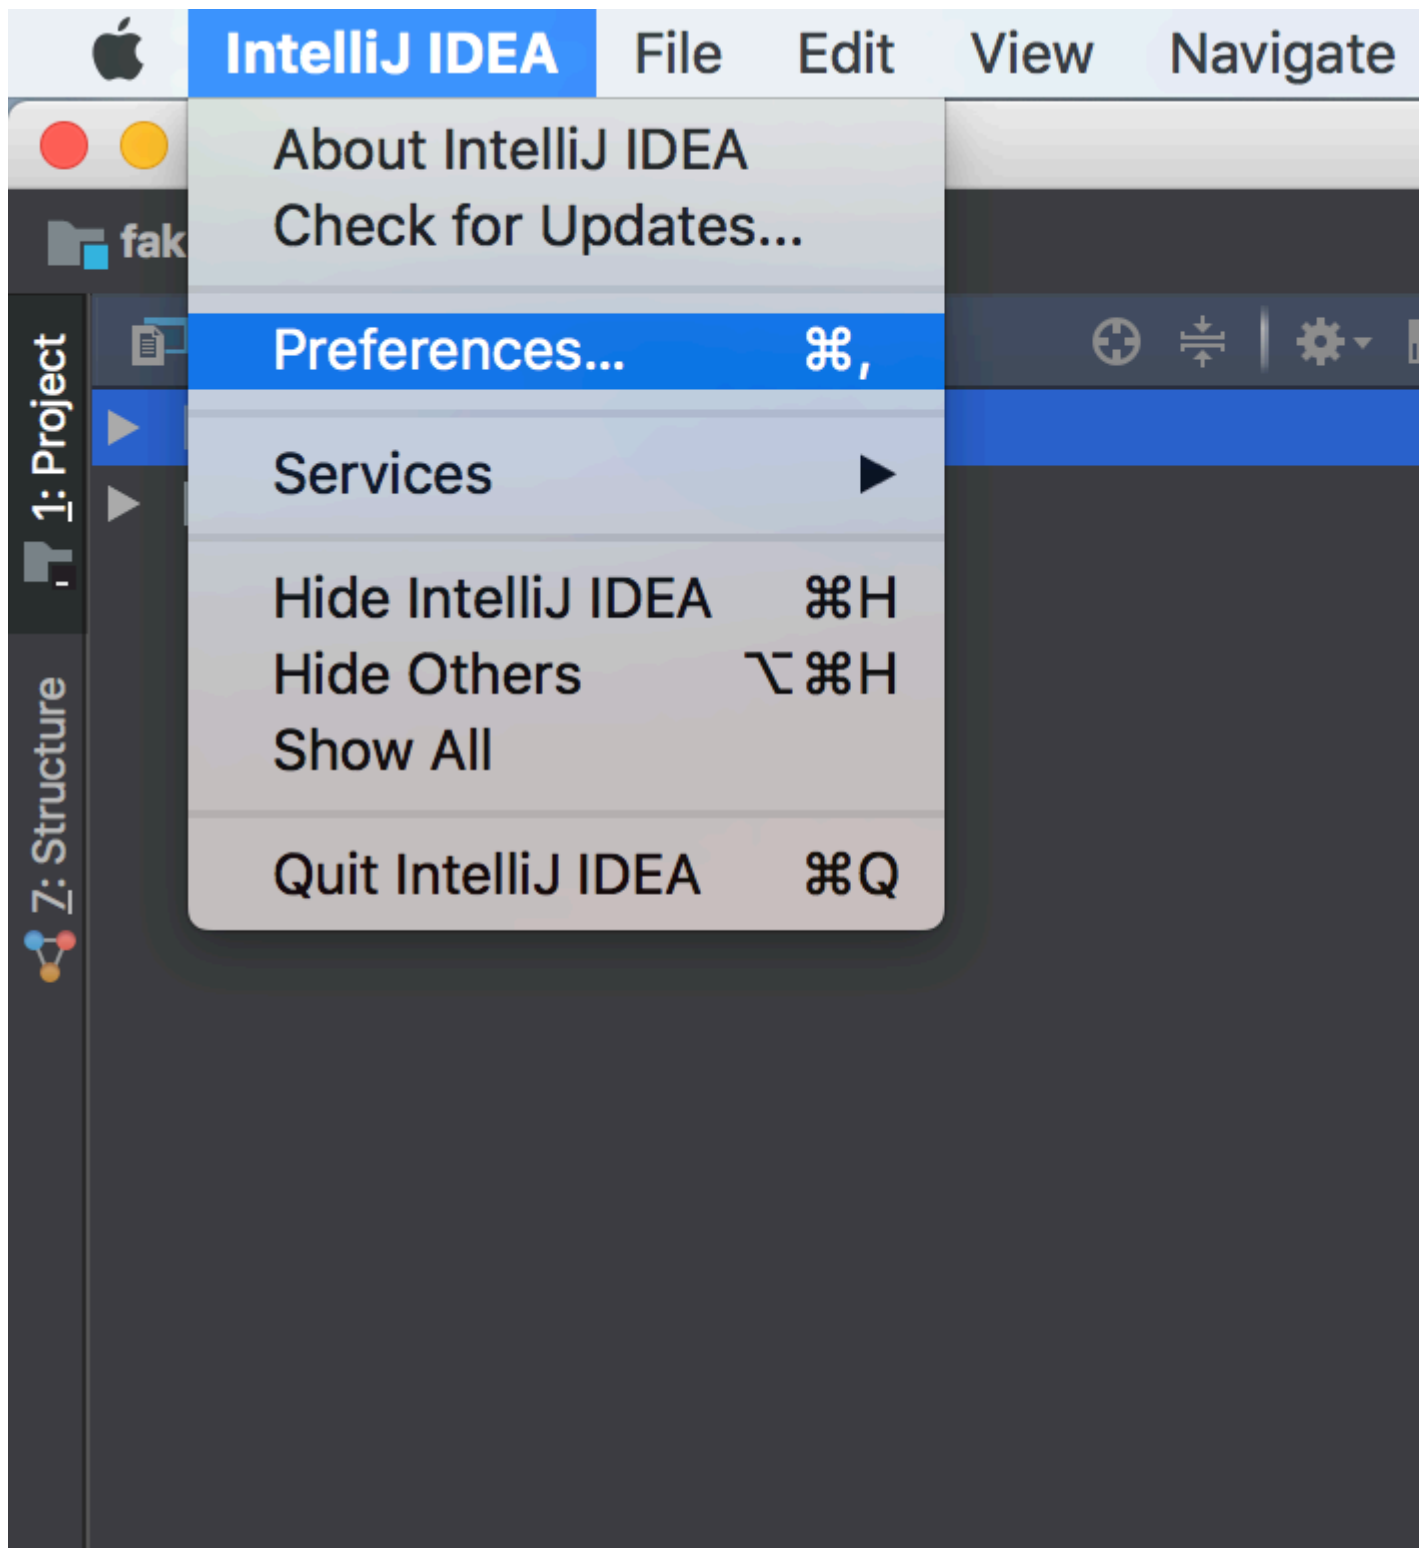 IntelliJ IDEA File Edit View Navigate
About IntelliJ IDEA
Check for Updates...
fak
Preferences... ⌘,
Services
Hide IntelliJ IDEA ⌘H
Hide Others ⌥⌘H
Show All
Quit IntelliJ IDEA ⌘Q
1: Project
7: Structure